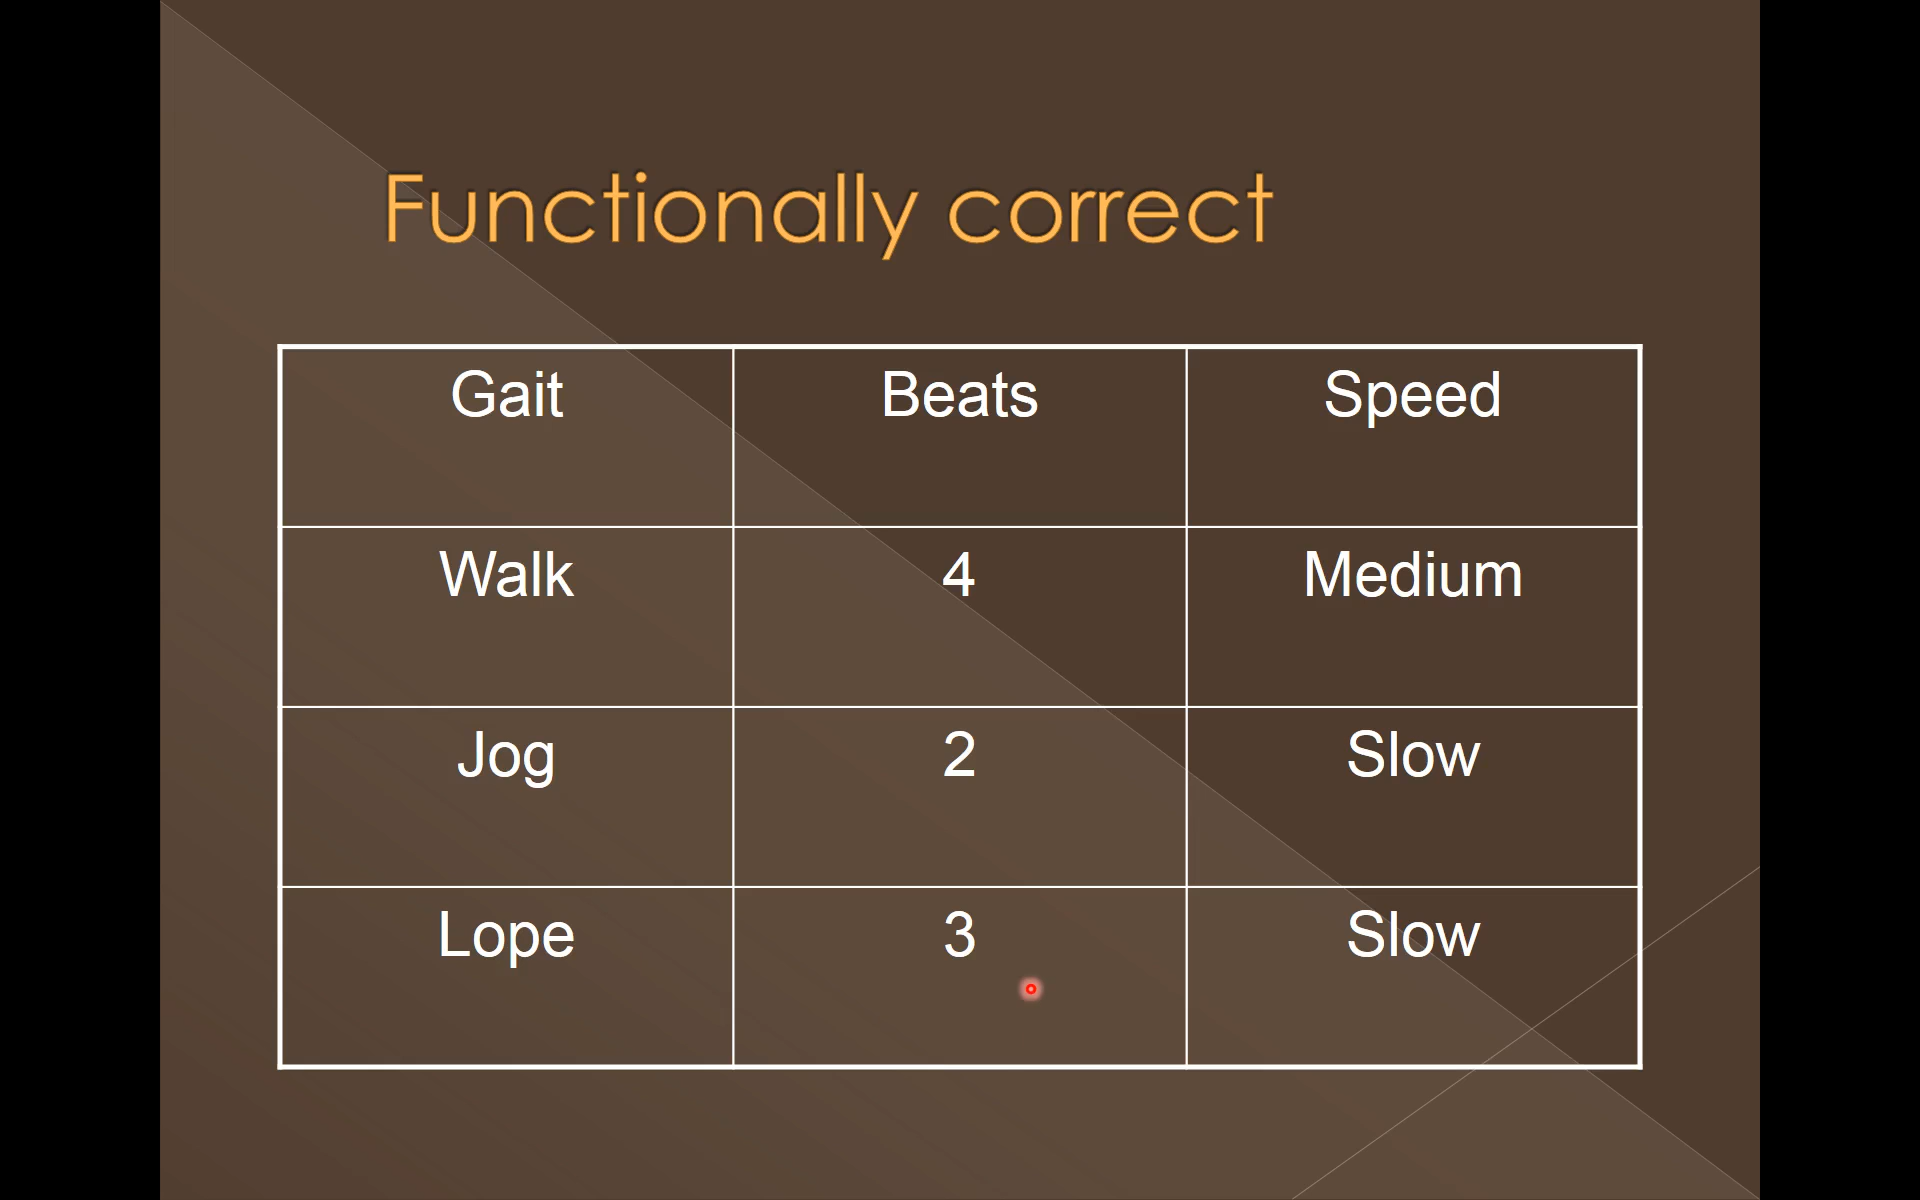 Functionally correct
Gait Beats Speed
Walk 4 Medium
Jog 2 Slow
Lope 3 Slow